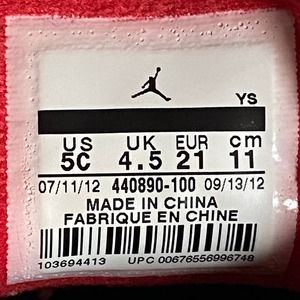 YS
US UK EUR cm
5C 4.5 21 11
07/11/12 440890-100 09/13/12
MADE IN CHINA
FABRIQUE EN CHINE
103694413 UPC 00676556996748